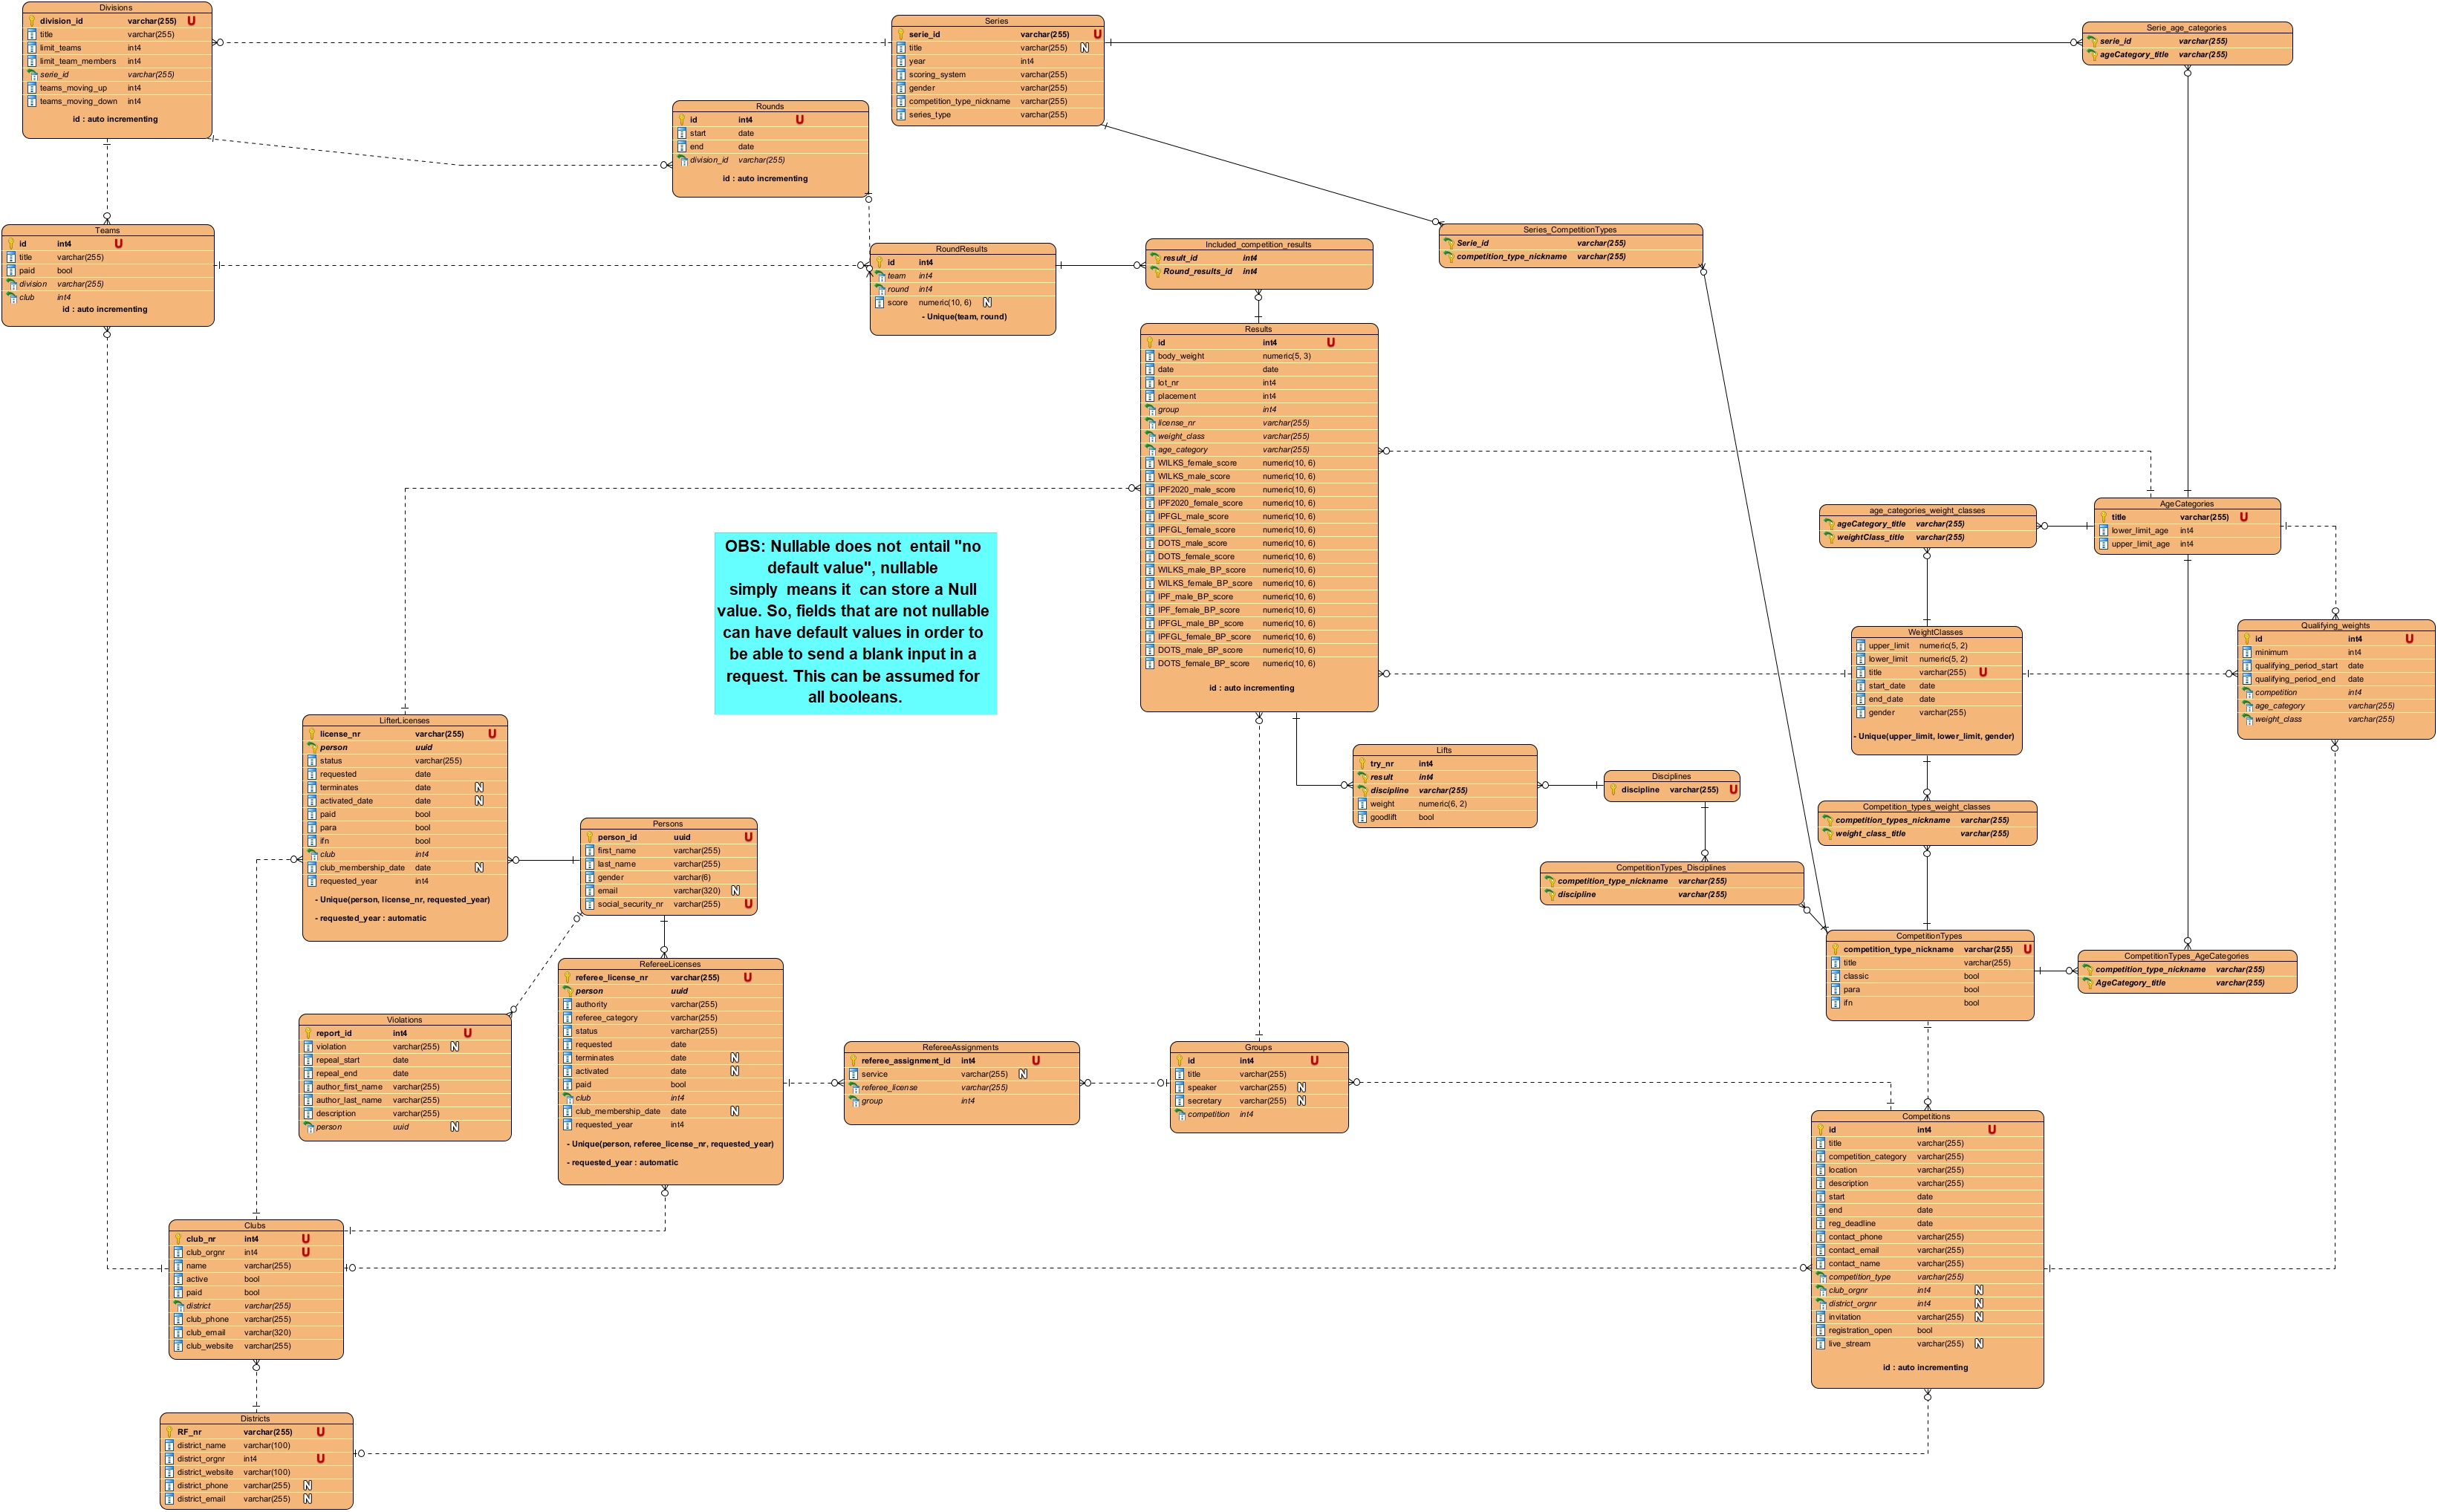 Divisions
division_id varchar(255) U
title varchar(255)
limit_teams int4
limit_team_members int4
serie_id varchar(255)
teams_moving_up int4
teams_moving_down int4
id : auto incrementing
Series
serie_id varchar(255) U
title varchar(255) N
year int4
scoring_system varchar(255)
gender varchar(255)
competition_type_nickname varchar(255)
series_type varchar(255)
Serie_age_categories
serie_id varchar(255)
ageCategory_title varchar(255)
Rounds
id int4 U
start date
end date
division_id varchar(255)
id : auto incrementing
Teams
id int4 U
title varchar(255)
paid bool
division varchar(255)
club int4
id : auto incrementing
RoundResults
id int4
team int4
round int4
score numeric(10, 6) N
- Unique(team, round)
Included_competition_results
result_id int4
Round_results_id int4
Series_CompetitionTypes
Serie_id varchar(255)
competition_type_nickname varchar(255)
Results
id int4 U
body_weight numeric(5, 3)
date date
lot_nr int4
placement int4
group int4
license_nr varchar(255)
weight_class varchar(255)
age_category varchar(255)
WILKS_female_score numeric(10, 6)
WILKS_male_score numeric(10, 6)
IPF2020_male_score numeric(10, 6)
IPF2020_female_score numeric(10, 6)
IPFGL_male_score numeric(10, 6)
IPFGL_female_score numeric(10, 6)
DOTS_male_score numeric(10, 6)
DOTS_female_score numeric(10, 6)
WILKS_male_BP_score numeric(10, 6)
WILKS_female_BP_score numeric(10, 6)
IPF_male_BP_score numeric(10, 6)
IPF_female_BP_score numeric(10, 6)
IPFGL_male_BP_score numeric(10, 6)
IPFGL_female_BP_score numeric(10, 6)
DOTS_male_BP_score numeric(10, 6)
DOTS_female_BP_score numeric(10, 6)
id : auto incrementing
OBS: Nullable does not entail "no
default value", nullable
simply means it can store a Null
value. So, fields that are not nullable
can have default values in order to
be able to send a blank input in a
request. This can be assumed for
all booleans.
age_categories_weight_classes
ageCategory_title varchar(255)
weightClass_title varchar(255)
AgeCategories
title varchar(255) U
lower_limit_age int4
upper_limit_age int4
WeightClasses
upper_limit numeric(5, 2)
lower_limit numeric(5, 2)
title varchar(255) U
start_date date
end_date date
gender varchar(255)
- Unique(upper_limit, lower_limit, gender)
Qualifying_weights
id int4 U
minimum int4
qualifying_period_start date
qualifying_period_end date
competition int4
age_category varchar(255)
weight_class varchar(255)
LifterLicenses
license_nr varchar(255) U
person uuid
status varchar(255)
requested date
terminates date N
activated_date date N
paid bool
para bool
ifn bool
club int4
club_membership_date date N
requested_year int4
- Unique(person, license_nr, requested_year)
- requested_year : automatic
Lifts
try_nr int4
result int4
discipline varchar(255)
weight numeric(6, 2)
goodlift bool
Disciplines
discipline varchar(255) U
Competition_types_weight_classes
competition_types_nickname varchar(255)
weight_class_title varchar(255)
Persons
person_id uuid U
first_name varchar(255)
last_name varchar(255)
gender varchar(6)
email varchar(320) N
social_security_nr varchar(255) U
CompetitionTypes_Disciplines
competition_type_nickname varchar(255)
discipline varchar(255)
CompetitionTypes
competition_type_nickname varchar(255) U
title varchar(255)
classic bool
para bool
ifn bool
CompetitionTypes_AgeCategories
competition_type_nickname varchar(255)
AgeCategory_title varchar(255)
RefereeLicenses
referee_license_nr varchar(255) U
person uuid
authority varchar(255)
referee_category varchar(255)
status varchar(255)
requested date
terminates date N
activated date N
paid bool
club int4
club_membership_date date N
requested_year int4
- Unique(person, referee_license_nr, requested_year)
- requested_year : automatic
Violations
report_id int4 U
violation varchar(255) N
repeal_start date
repeal_end date
author_first_name varchar(255)
author_last_name varchar(255)
description varchar(255)
person uuid N
RefereeAssignments
referee_assignment_id int4 U
service varchar(255) N
referee_license varchar(255)
group int4
Groups
id int4 U
title varchar(255)
speaker varchar(255) N
secretary varchar(255) N
competition int4
Competitions
id int4 U
title varchar(255)
competition_category varchar(255)
location varchar(255)
description varchar(255)
start date
end date
reg_deadline date
contact_phone varchar(255)
contact_email varchar(255)
contact_name varchar(255)
competition_type varchar(255)
club_orgnr int4 N
district_orgnr int4 N
invitation varchar(255) N
registration_open bool
live_stream varchar(255) N
id : auto incrementing
Clubs
club_nr int4 U
club_orgnr int4 U
name varchar(255)
active bool
paid bool
district varchar(255)
club_phone varchar(255)
club_email varchar(320)
club_website varchar(255)
Districts
RF_nr varchar(255) U
district_name varchar(100)
district_orgnr int4 U
district_website varchar(100)
district_phone varchar(255) N
district_email varchar(255) N